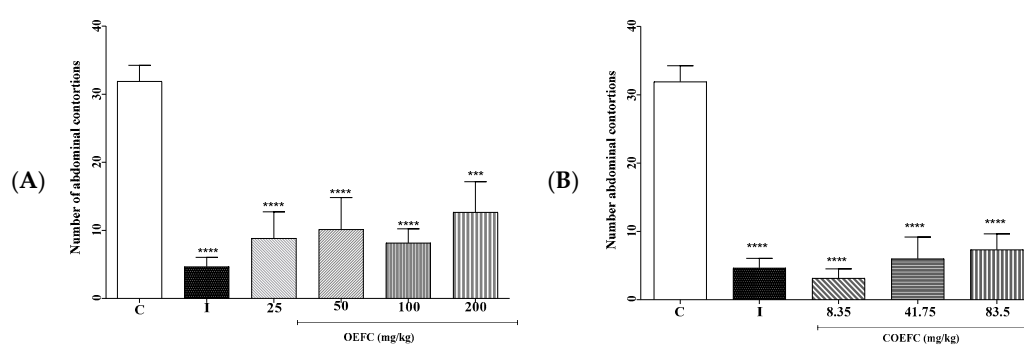 (A)
Number of abdominal contortions
40
30
20
10
0
****
****
****
****
***
C I 25 50 100 200
OEFC (mg/kg)
(B)
Number abdominal contortions
40
30
20
10
0
****
****
****
****
C I 8.35 41.75 83.5
COEFC (mg/kg)